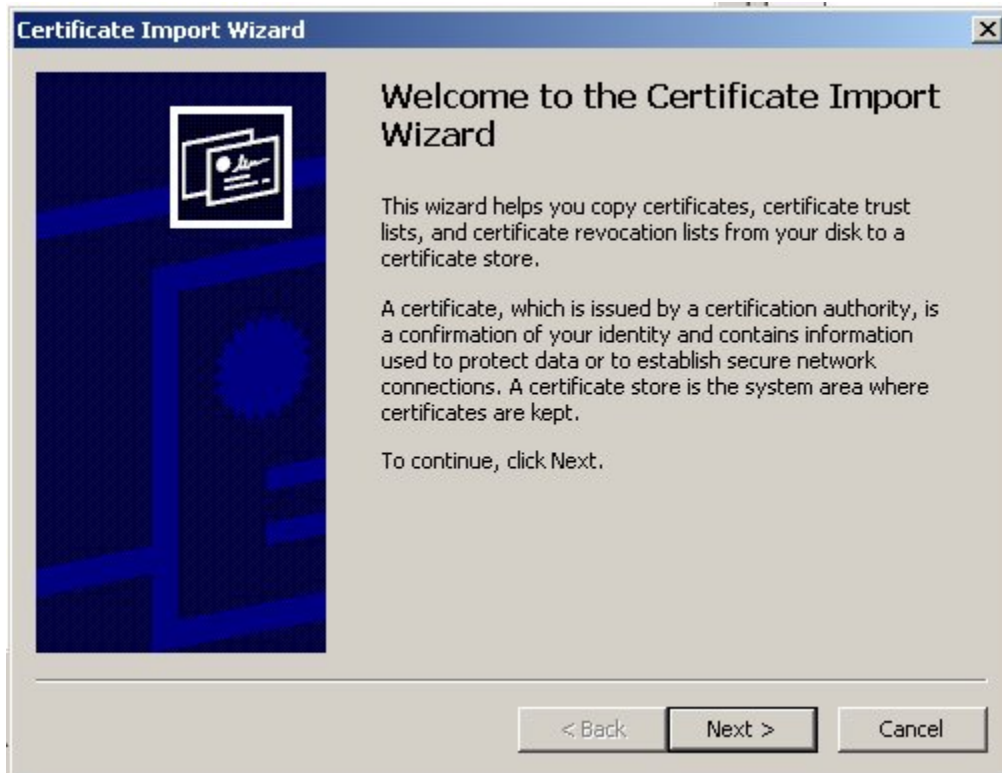 Certificate Import Wizard
Welcome to the Certificate Import
Wizard
This wizard helps you copy certificates, certificate trust
lists, and certificate revocation lists from your disk to a
certificate store.
A certificate, which is issued by a certification authority, is
a confirmation of your identity and contains information
used to protect data or to establish secure network
connections. A certificate store is the system area where
certificates are kept.
To continue, click Next.
< Back Next > Cancel